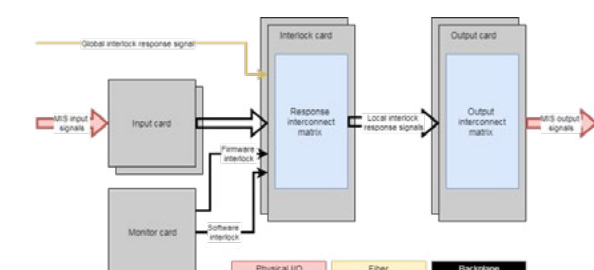 Interlock card
Output card
Global interlock response signal
MIS input
signals
Input card
Response
interconnect
matrix
Local interlock
response signals
Output
interconnect
matrix
MIS output
signals
Firmware
interlock
Monitor card
Software
interlock
Physical I/O
Fiber
Backplane